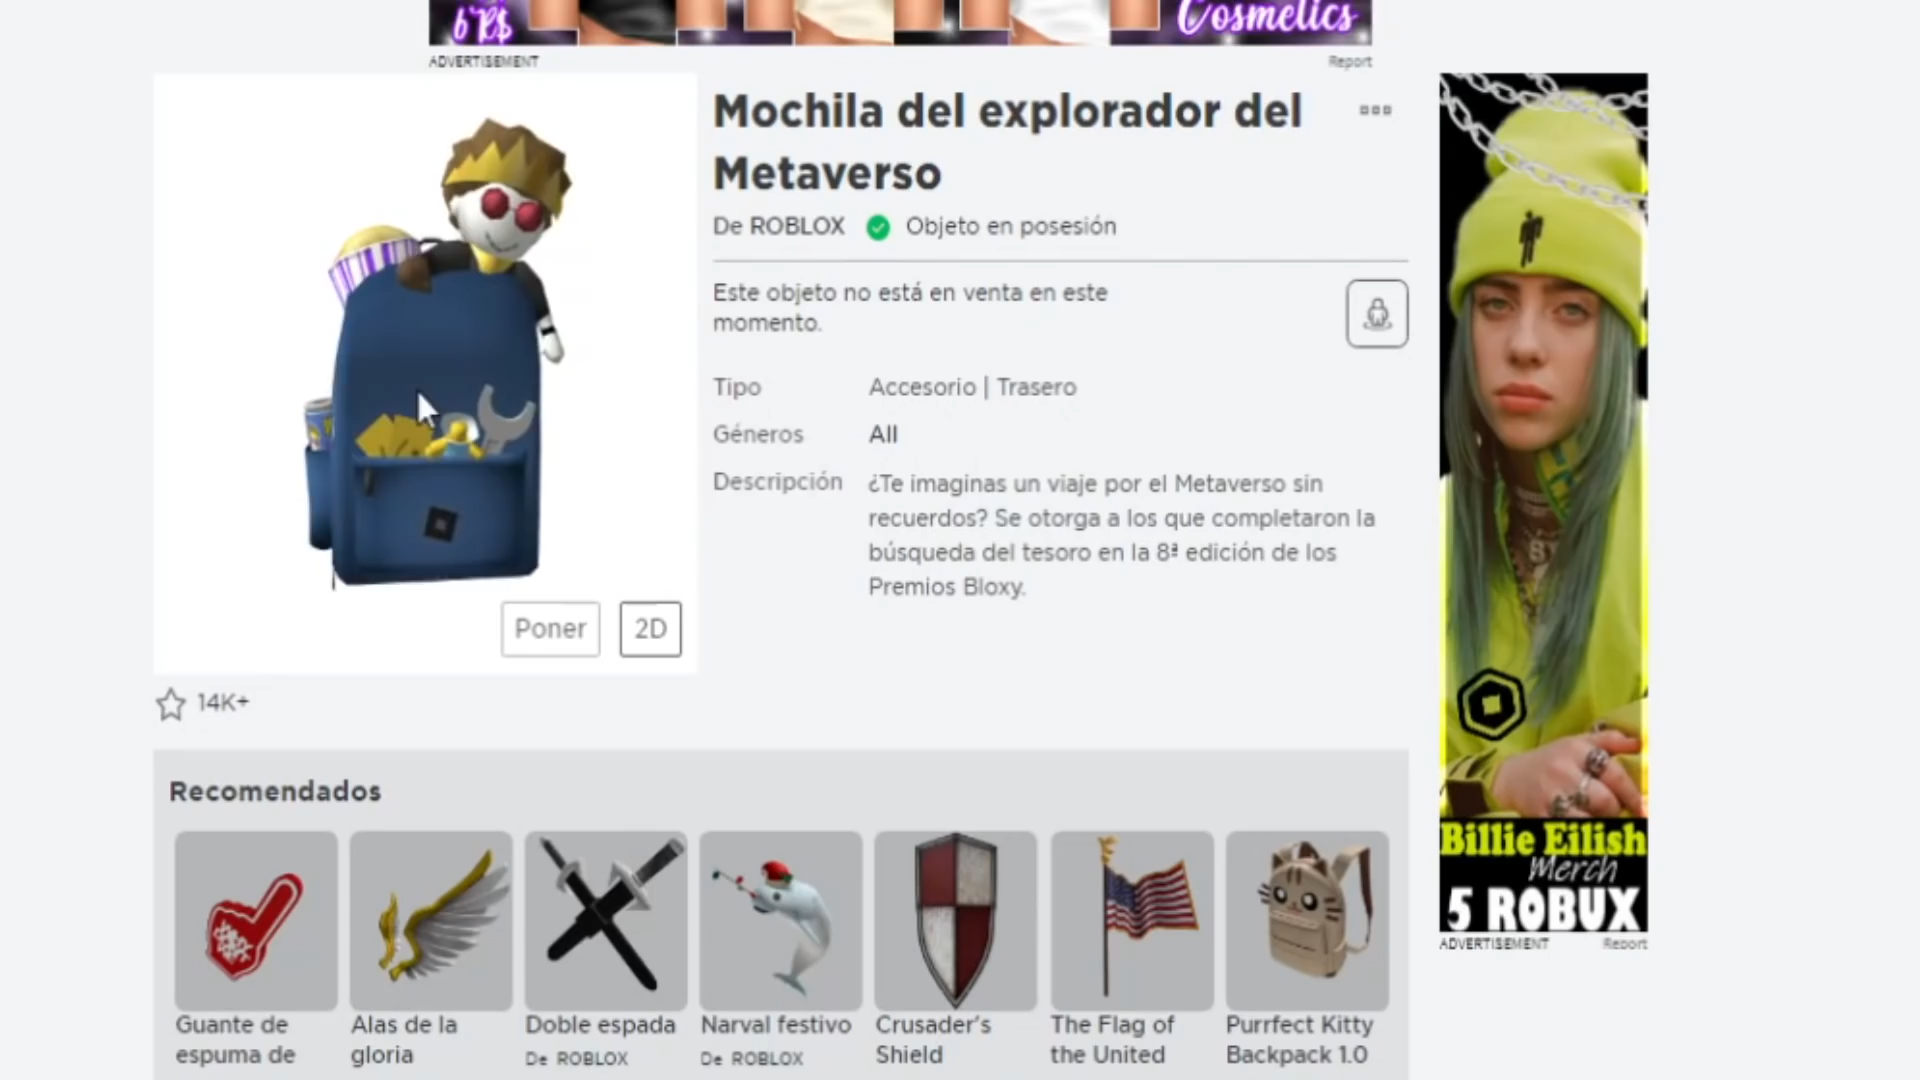 6 R$
Cosmetics
ADVERTISEMENT
Report
Mochila del explorador del
Metaverso
De ROBLOX
Objeto en posesión
Este objeto no está en venta en este
momento.
Tipo
Accesorio | Trasero
Géneros
All
Descripción
¿Te imaginas un viaje por el Metaverso sin
recuerdos? Se otorga a los que completaron la
búsqueda del tesoro en la 8ª edición de los
Premios Bloxy.
Poner
2D
14K+
Billie Eilish
Merch
5 ROBUX
ADVERTISEMENT
Report
Recomendados
Guante de
espuma de
Alas de la
gloria
Doble espada
De ROBLOX
Narval festivo
De ROBLOX
Crusader's
Shield
The Flag of
the United
Purrfect Kitty
Backpack 1.0